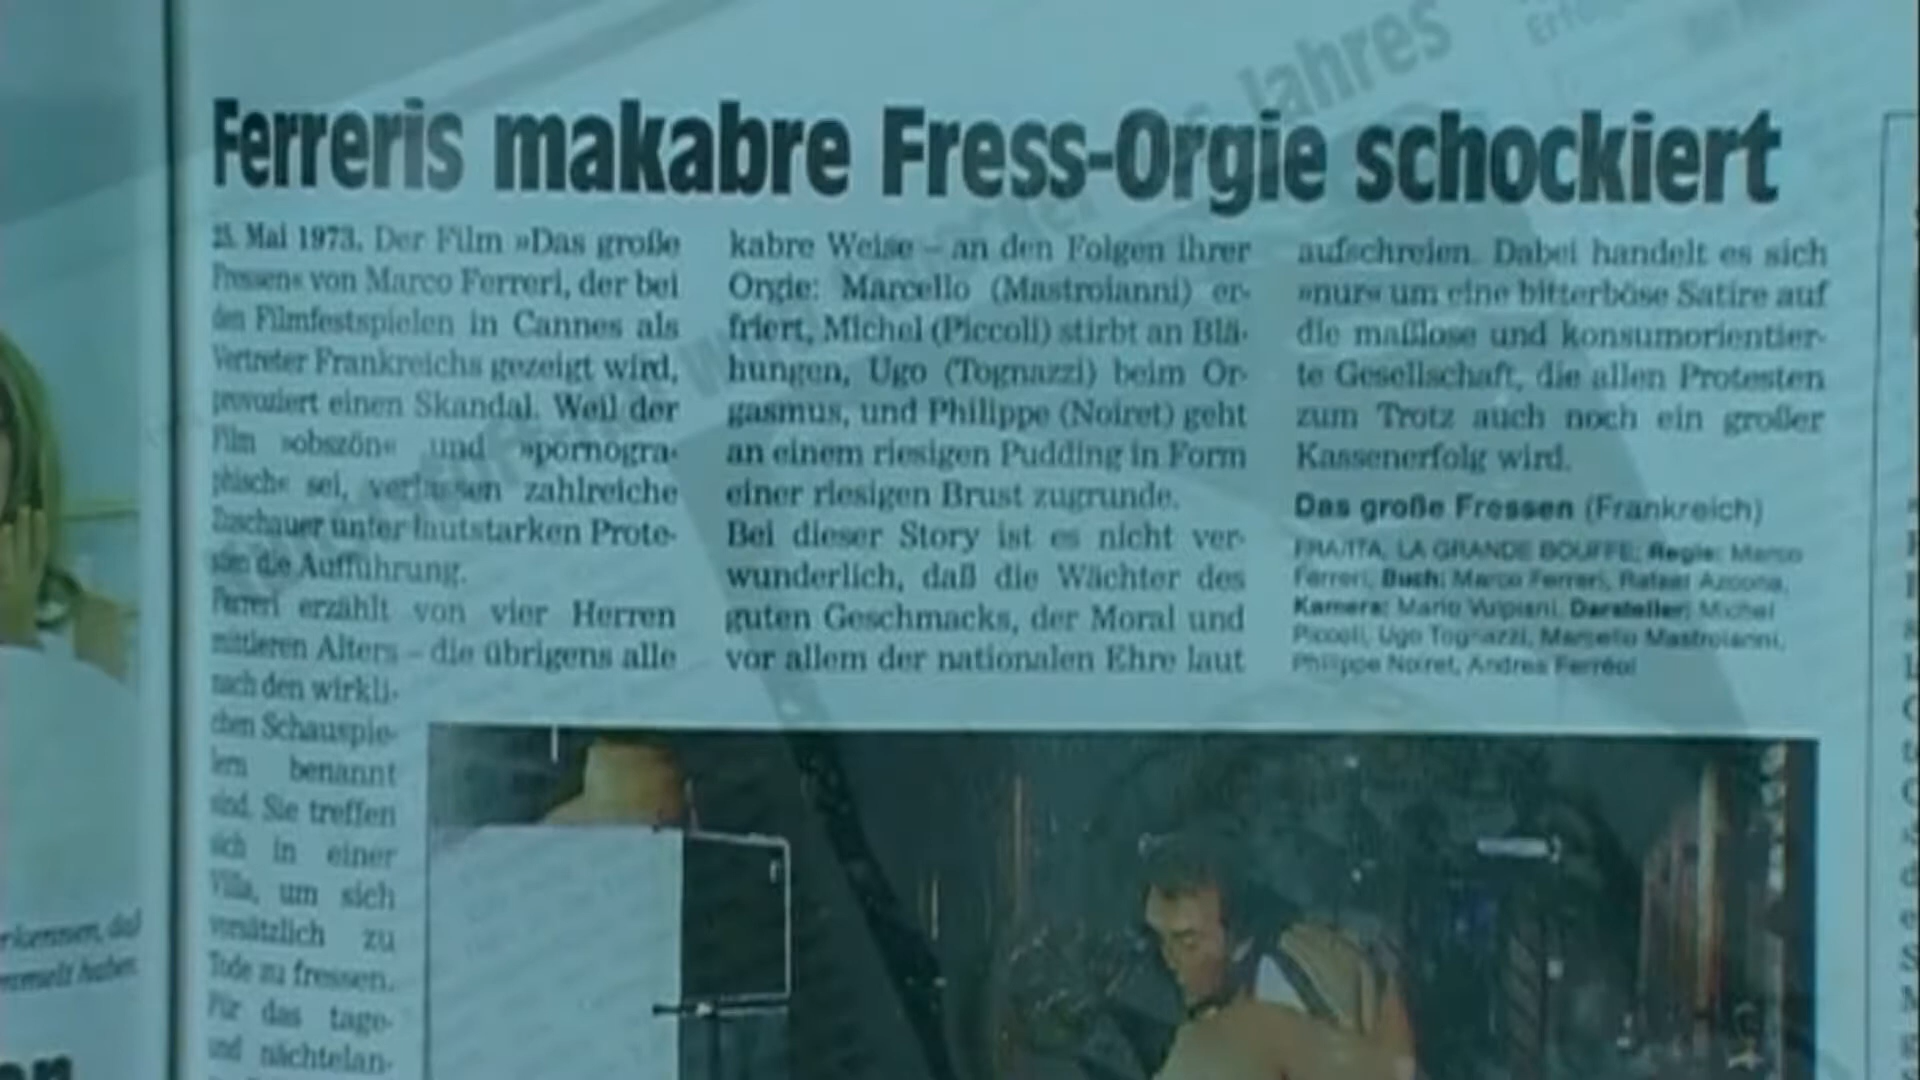 Jahres
Ferreris makabre Fress-Orgie schockiert
25. Mai 1973. Der Film »Das große
Fressen« von Marco Ferreri, der bei
den Filmfestspielen in Cannes als
Vertreter Frankreichs gezeigt wird,
provoziert einen Skandal. Weil der
Film »obszön« und »pornogra-
phisch« sei, verlassen zahlreiche
Zuschauer unter lautstarken Prote-
sten die Aufführung.
Ferreri erzählt von vier Herren
mittleren Alters – die übrigens alle
nach den wirkli-
chen Schauspie-
lern benannt
sind. Sie treffen
sich in einer
Villa, um sich
vorsätzlich zu
Tode zu fressen.
Für das tage-
und nächtelan-
kabre Weise – an den Folgen ihrer
Orgie: Marcello (Mastroianni) er-
friert, Michel (Piccoli) stirbt an Blä-
hungen, Ugo (Tognazzi) beim Or-
gasmus, und Philippe (Noiret) geht
an einem riesigen Pudding in Form
einer riesigen Brust zugrunde.
Bei dieser Story ist es nicht ver-
wunderlich, daß die Wächter des
guten Geschmacks, der Moral und
vor allem der nationalen Ehre laut
aufschreien. Dabei handelt es sich
»nur« um eine bitterböse Satire auf
die maßlose und konsumorientier-
te Gesellschaft, die allen Protesten
zum Trotz auch noch ein großer
Kassenerfolg wird.
Das große Fressen (Frankreich)
FRA/ITA, LA GRANDE BOUFFE; Regie: Marco
Ferreri, Buch: Marco Ferreri, Rafael Azcona,
Kamera: Mario Vulpiani, Darsteller: Michel
Piccoli, Ugo Tognazzi, Marcello Mastroianni,
Philippe Noiret, Andrea Ferréol